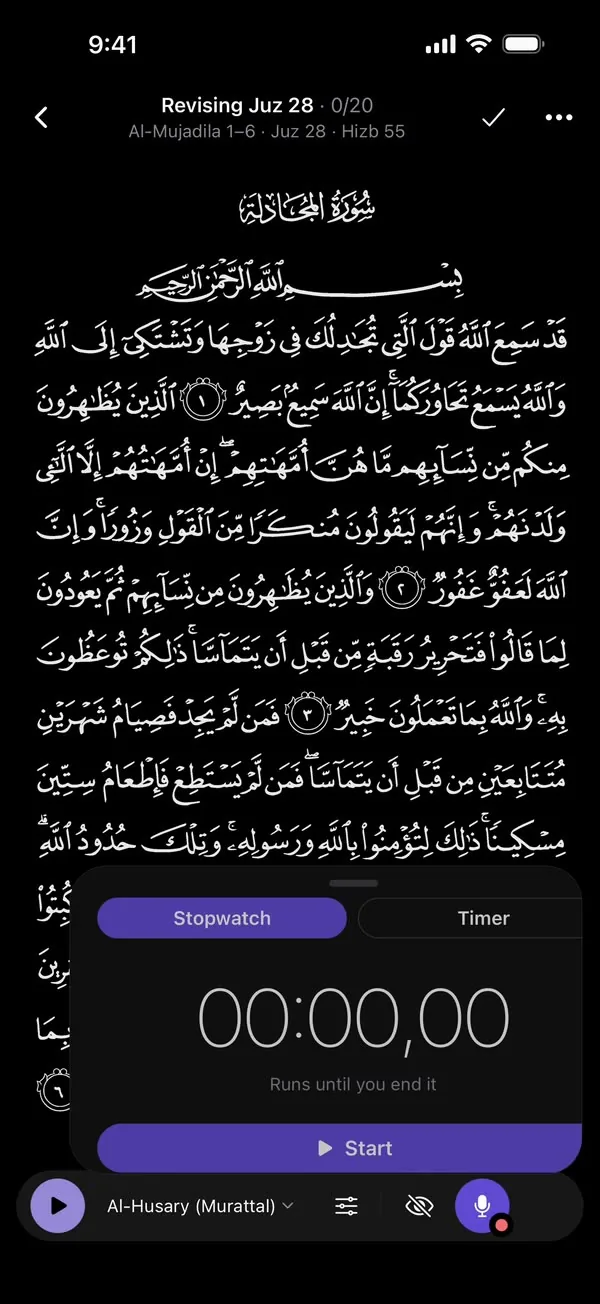 9:41
Revising Juz 28 · 0/20
Al-Mujadila 1–6 · Juz 28 · Hizb 55
سُورَةُ المُجَادلَةِ
بِسْمِ ٱللَّهِ ٱلرَّحْمَٰنِ ٱلرَّحِيمِ
قَدْ سَمِعَ ٱللَّهُ قَوْلَ ٱلَّتِي تُجَٰدِلُكَ فِي زَوْجِهَا وَتَشْتَكِيٓ إِلَى ٱللَّهِ
وَٱللَّهُ يَسْمَعُ تَحَاوُرَكُمَآۚ إِنَّ ٱللَّهَ سَمِيعُۢ بَصِيرٌ ١ ٱلَّذِينَ يُظَٰهِرُونَ
مِنكُم مِّن نِّسَآئِهِم مَّا هُنَّ أُمَّهَٰتِهِمْۖ إِنْ أُمَّهَٰتُهُمْ إِلَّا ٱلَّٰٓـِٔي
وَلَدْنَهُمْۚ وَإِنَّهُمْ لَيَقُولُونَ مُنكَرًا مِّنَ ٱلْقَوْلِ وَزُورًاۚ وَإِنَّ
ٱللَّهَ لَعَفُوٌّ غَفُورٌ ٢ وَٱلَّذِينَ يُظَٰهِرُونَ مِن نِّسَآئِهِمْ ثُمَّ يَعُودُونَ
لِمَا قَالُوا۟ فَتَحْرِيرُ رَقَبَةٍ مِّن قَبْلِ أَن يَتَمَآسَّاۚ ذَٰلِكُمْ تُوعَظُونَ
بِهِۦۚ وَٱللَّهُ بِمَا تَعْمَلُونَ خَبِيرٌ ٣ فَمَن لَّمْ يَجِدْ فَصِيَامُ شَهْرَيْنِ
مُتَتَابِعَيْنِ مِن قَبْلِ أَن يَتَمَآسَّاۖ فَمَن لَّمْ يَسْتَطِعْ فَإِطْعَامُ سِتِّينَ
مِسْكِينًاۚ ذَٰلِكَ لِتُؤْمِنُوا۟ بِٱللَّهِ وَرَسُولِهِۦۚ وَتِلْكَ حُدُودُ ٱللَّهِۗ
Stopwatch Timer
00:00,00
Runs until you end it
بِمَا
٦
Start
Al-Husary (Murattal)